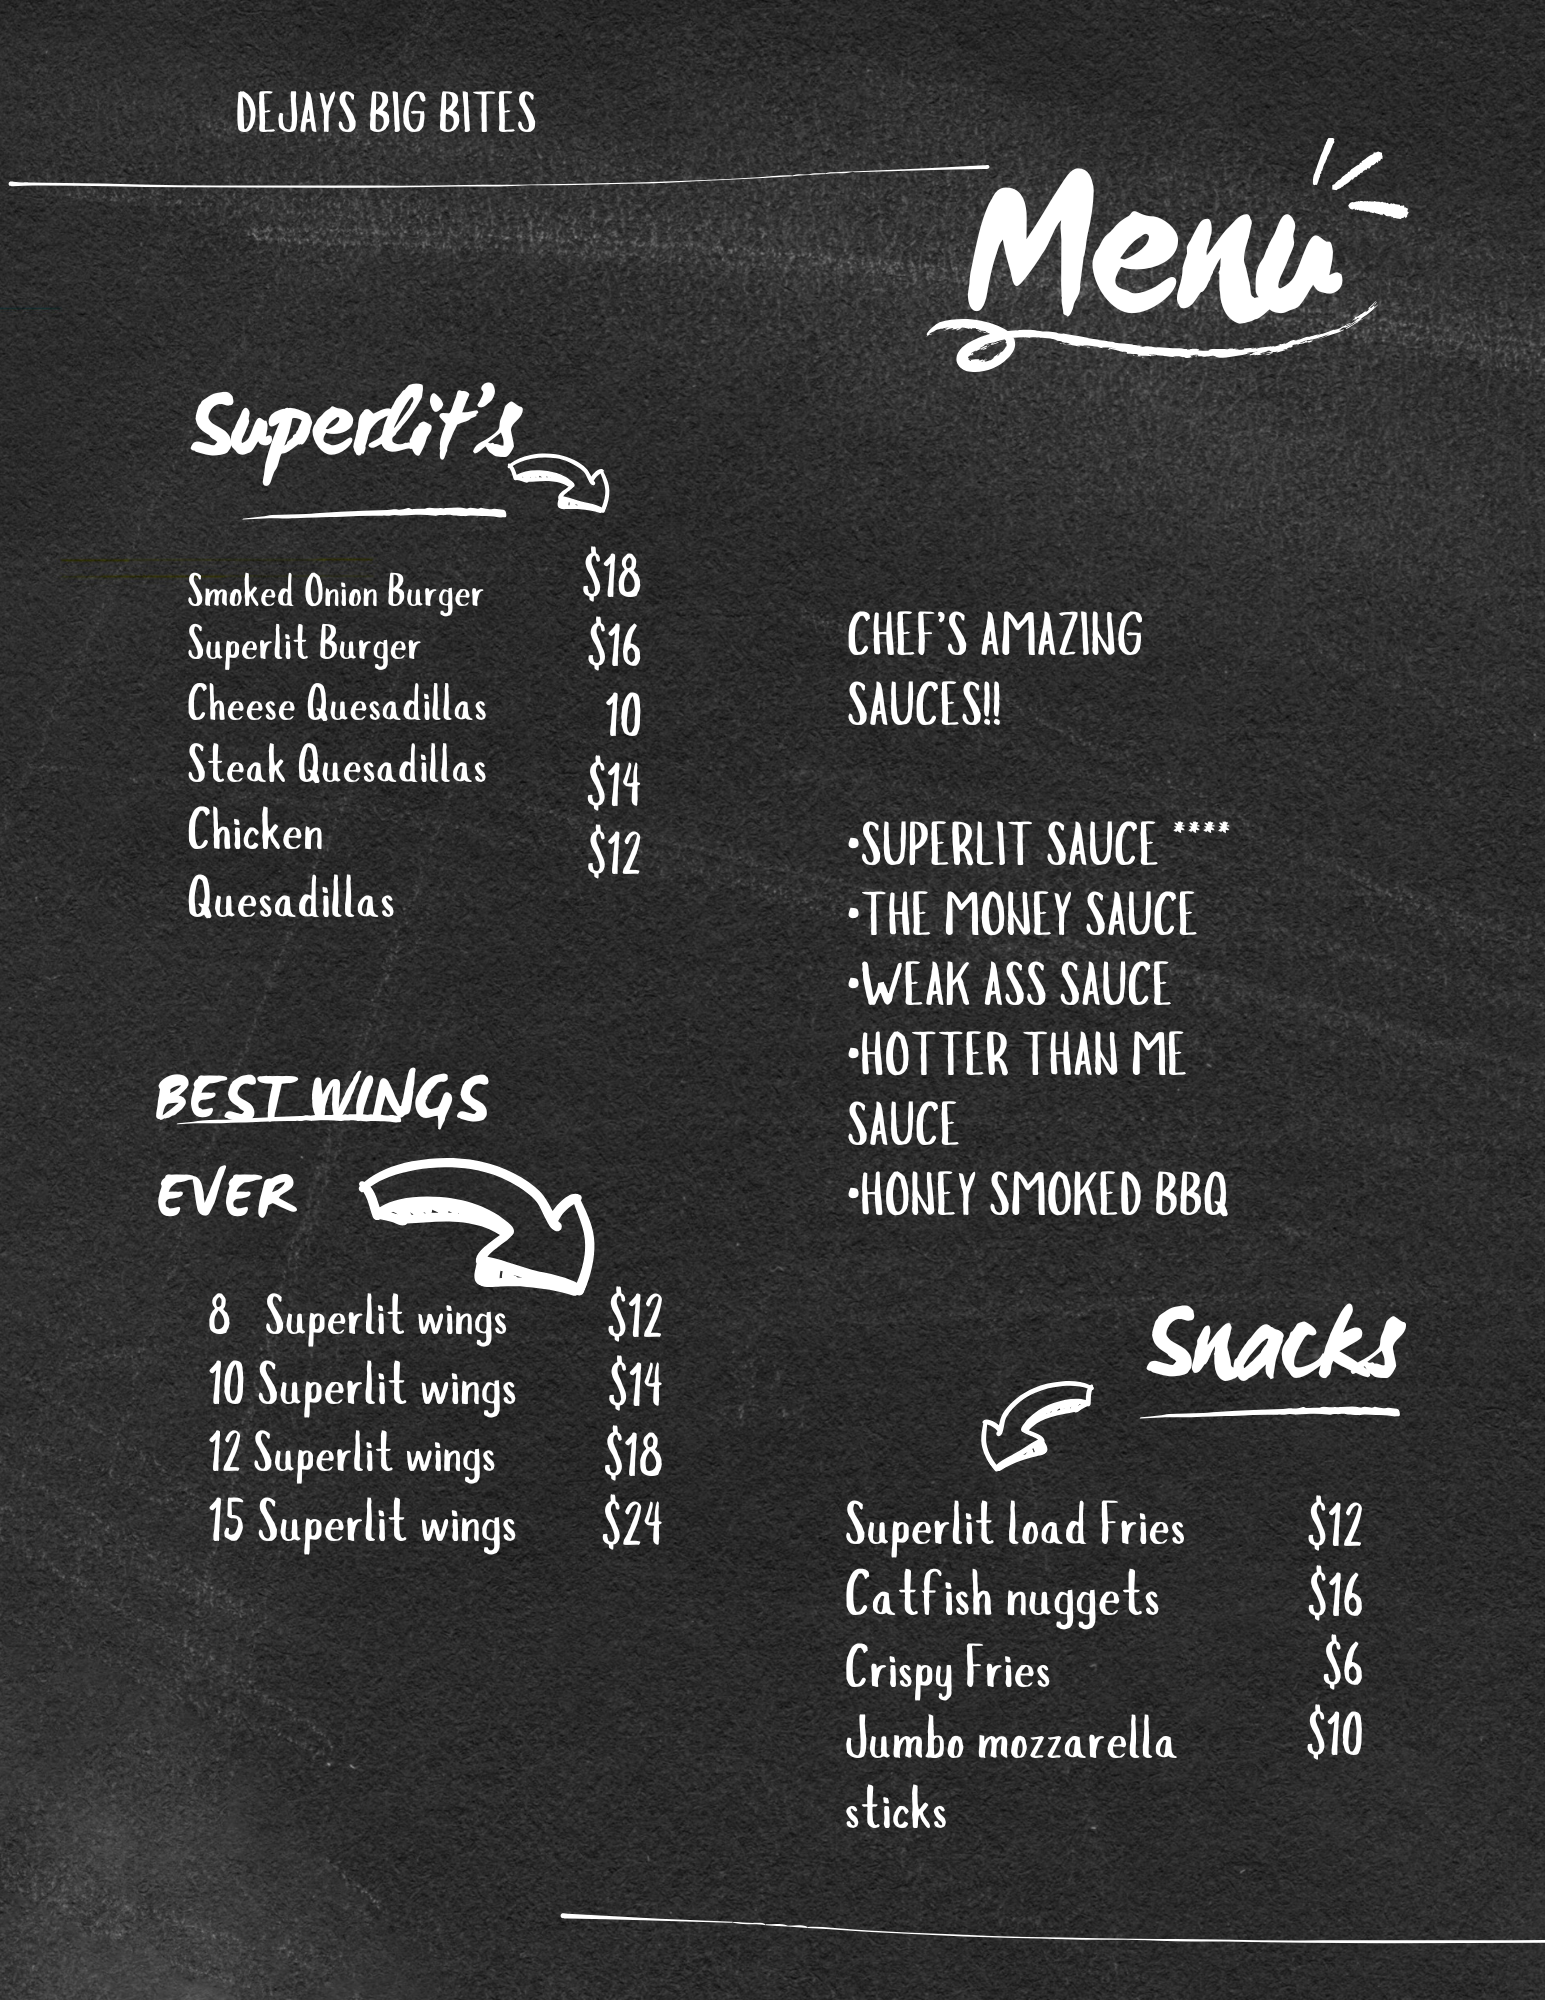 DEJAYS BIG BITES
Menu
Superlit's
Smoked Onion Burger $18
Superlit Burger $16
Cheese Quesadillas 10
Steak Quesadillas $14
Chicken $12
Quesadillas
CHEF'S AMAZING
SAUCES!!
•SUPERLIT SAUCE ****
•THE MONEY SAUCE
•WEAK ASS SAUCE
•HOTTER THAN ME
SAUCE
•HONEY SMOKED BBQ
BEST WINGS
EVER
8 Superlit wings $12
10 Superlit wings $14
12 Superlit wings $18
15 Superlit wings $24
Snacks
Superlit load Fries $12
Catfish nuggets $16
Crispy Fries $6
Jumbo mozzarella $10
sticks